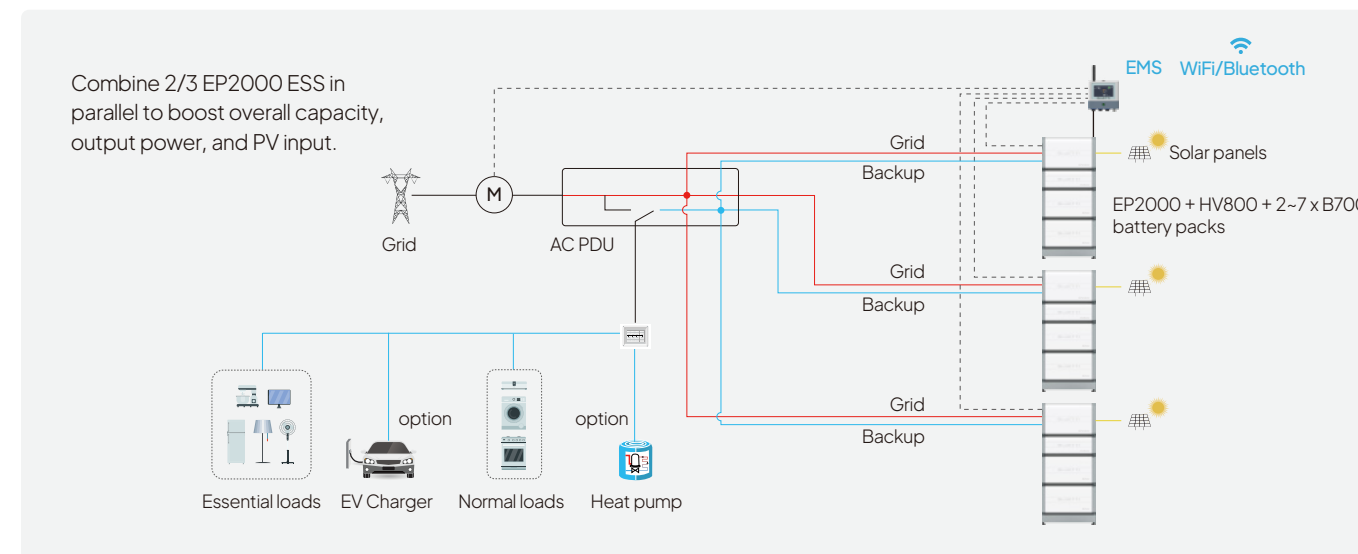 Combine 2/3 EP2000 ESS in
parallel to boost overall capacity,
output power, and PV input.
EMS WiFi/Bluetooth
Grid
Backup
Solar panels
M
EP2000 + HV800 + 2~7 x B700
battery packs
Grid
AC PDU
Grid
Backup
option
option
Grid
Backup
Essential loads
EV Charger
Normal loads
Heat pump